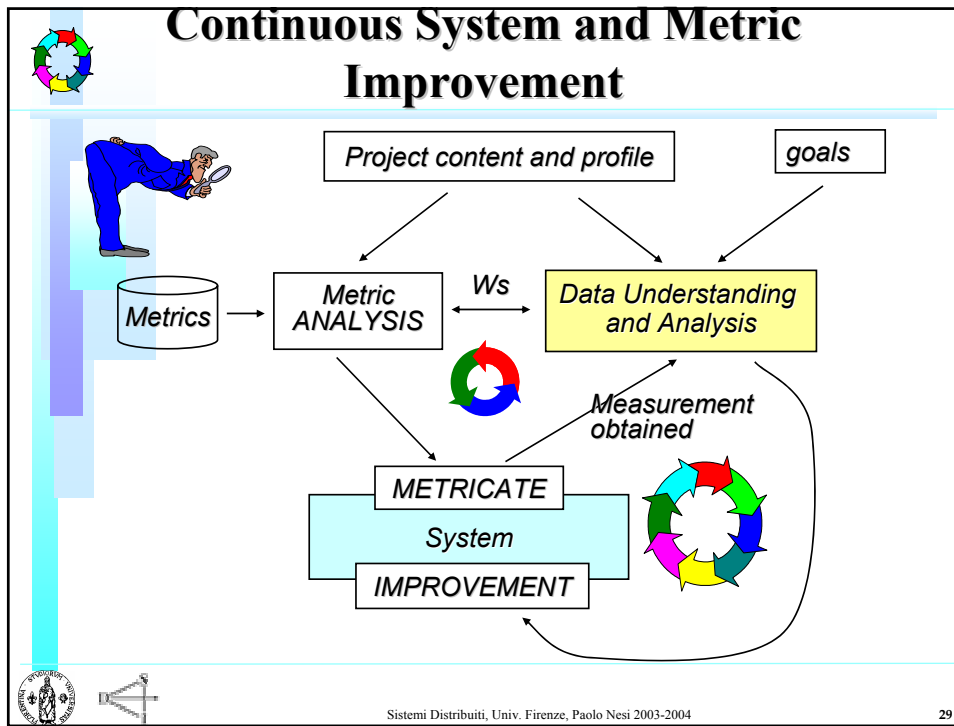 Continuous System and Metric
Improvement
Project content and profile
goals
Metrics
Metric
ANALYSIS
Ws
Data Understanding
and Analysis
Measurement
obtained
METRICATE
System
IMPROVEMENT
Sistemi Distribuiti, Univ. Firenze, Paolo Nesi 2003-2004
29